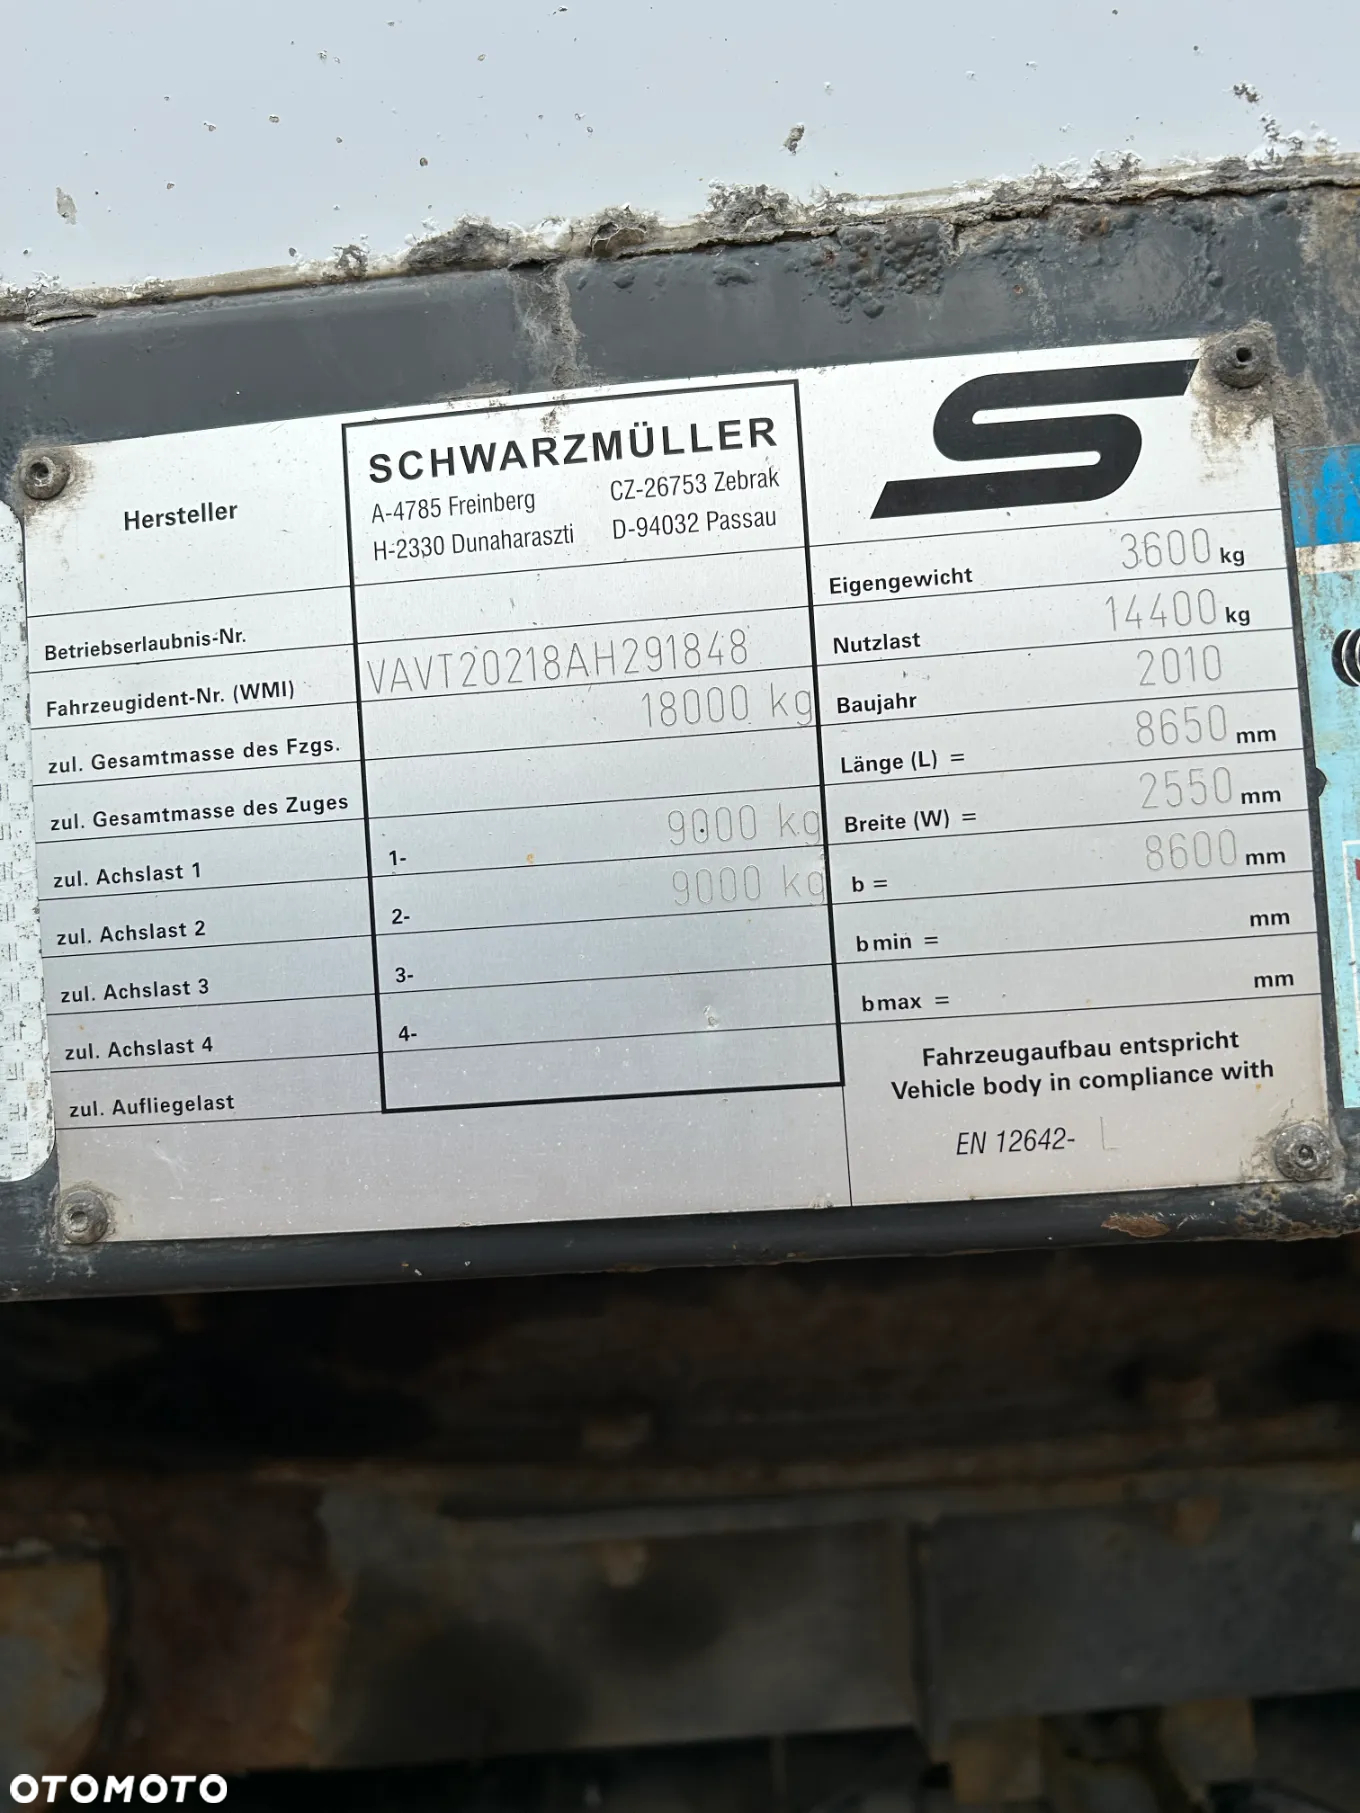 Hersteller
SCHWARZMÜLLER
A-4785 Freinberg CZ-26753 Zebrak
H-2330 Dunaharaszti D-94032 Passau
Betriebserlaubnis-Nr.
Fahrzeugident-Nr. (WMI) VAVT20218AH291848
zul. Gesamtmasse des Fzgs. 18000 kg
zul. Gesamtmasse des Zuges
zul. Achslast 1 1- 9000 kg
zul. Achslast 2 2- 9000 kg
zul. Achslast 3 3-
zul. Achslast 4 4-
zul. Aufliegelast
Eigengewicht 3600 kg
Nutzlast 14400 kg
Baujahr 2010
Länge (L) = 8650 mm
Breite (W) = 2550 mm
b = 8600 mm
bmin = mm
bmax = mm
Fahrzeugaufbau entspricht
Vehicle body in compliance with
EN 12642- L
OTOMOTO